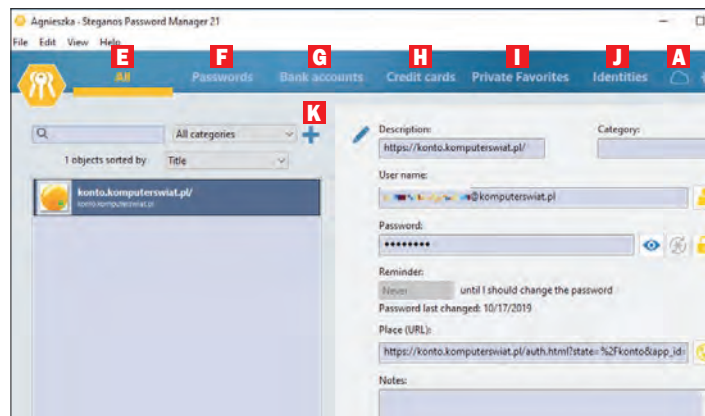 Agnieszka - Steganos Password Manager 21
File Edit View Help
E F G H I J A
All Passwords Bank accounts Credit cards Private Favorites Identities
K
All categories
1 objects sorted by Title
konto.komputerswiat.pl/
konto.komputerswiat.pl
Description: Category:
https://konto.komputerswiat.pl/
User name:
@komputerswiat.pl
Password:
••••••••
Reminder:
Never until I should change the password
Password last changed: 10/17/2019
Place (URL):
https://konto.komputerswiat.pl/auth.html?state=%2Fkonto&app_id=
Notes: